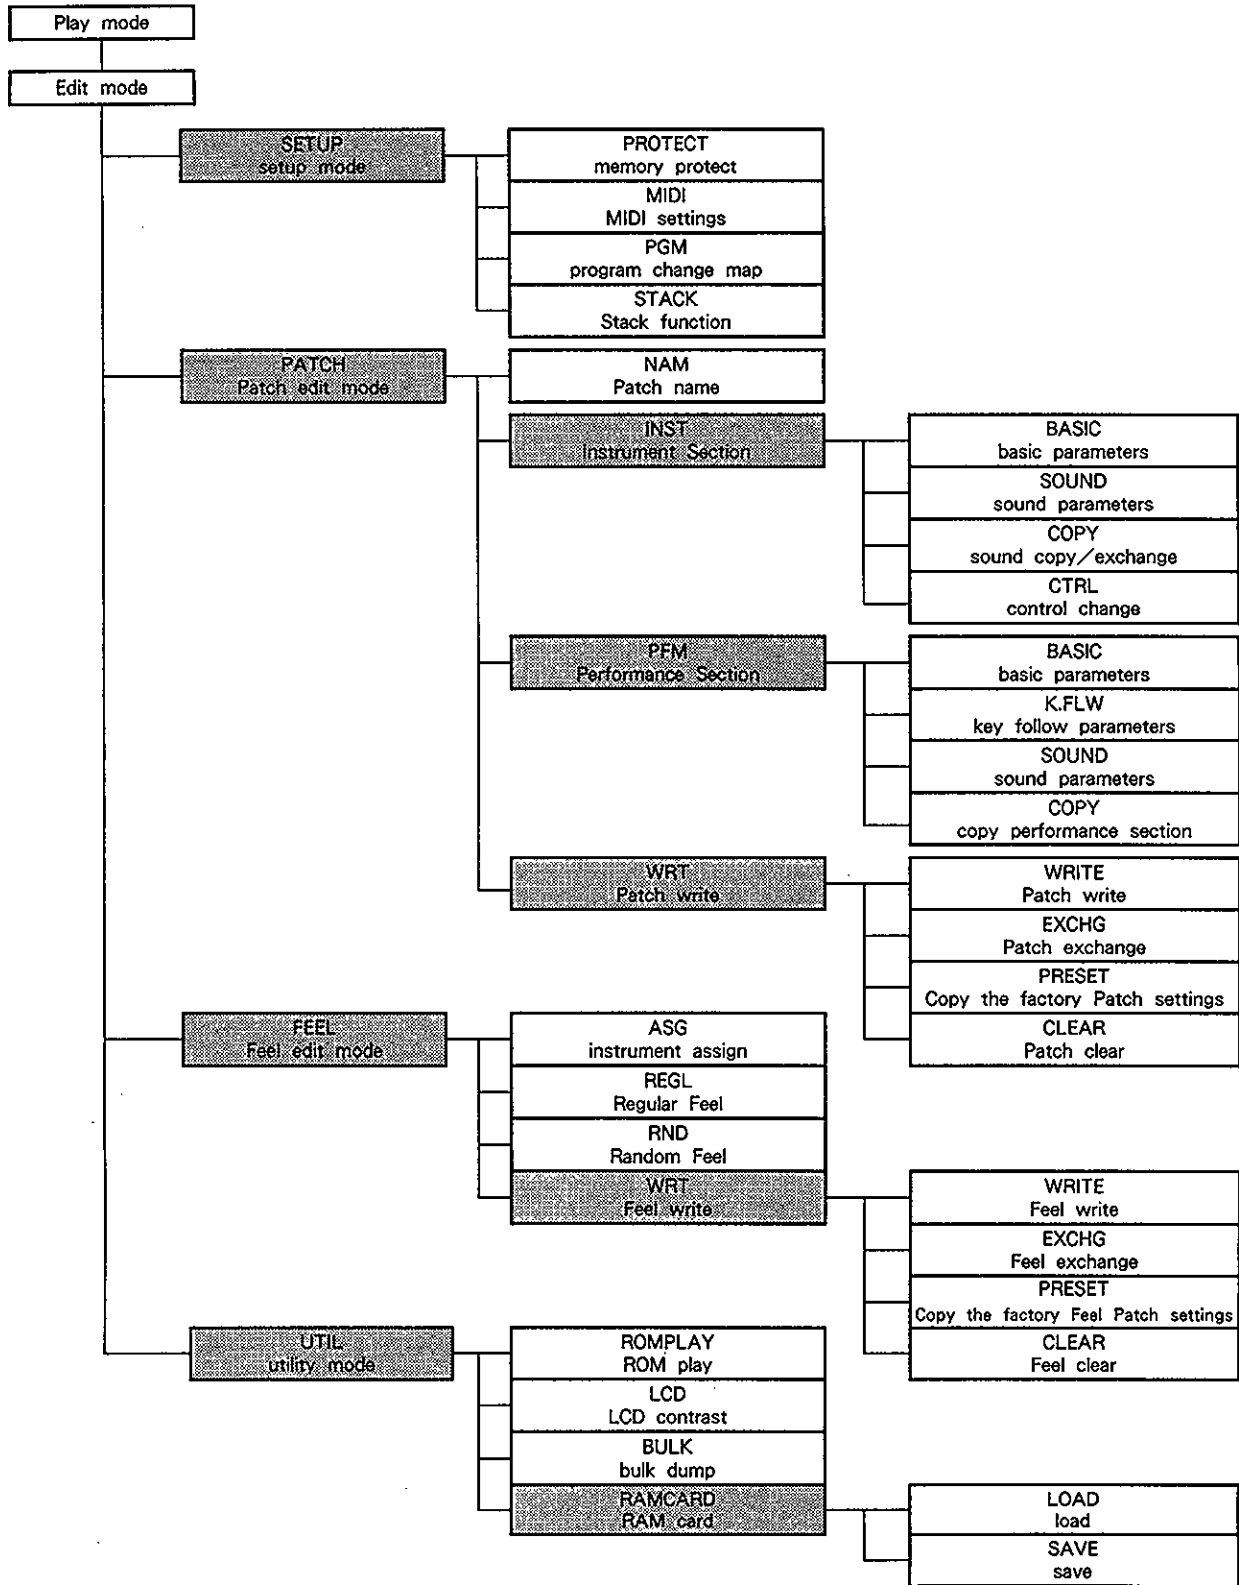 Play mode
Edit mode
SETUP
setup mode
PROTECT
memory protect
MIDI
MIDI settings
PGM
program change map
STACK
Stack function
PATCH
Patch edit mode
NAM
Patch name
INST
Instrument Section
BASIC
basic parameters
SOUND
sound parameters
COPY
sound copy／exchange
CTRL
control change
PFM
Performance Section
BASIC
basic parameters
K.FLW
key follow parameters
SOUND
sound parameters
COPY
copy performance section
WRT
Patch write
WRITE
Patch write
EXCHG
Patch exchange
PRESET
Copy the factory Patch settings
CLEAR
Patch clear
FEEL
Feel edit mode
ASG
instrument assign
REGL
Regular Feel
RND
Random Feel
WRT
Feel write
WRITE
Feel write
EXCHG
Feel exchange
PRESET
Copy the factory Feel Patch settings
CLEAR
Feel clear
UTIL
utility mode
ROMPLAY
ROM play
LCD
LCD contrast
BULK
bulk dump
RAMCARD
RAM card
LOAD
load
SAVE
save